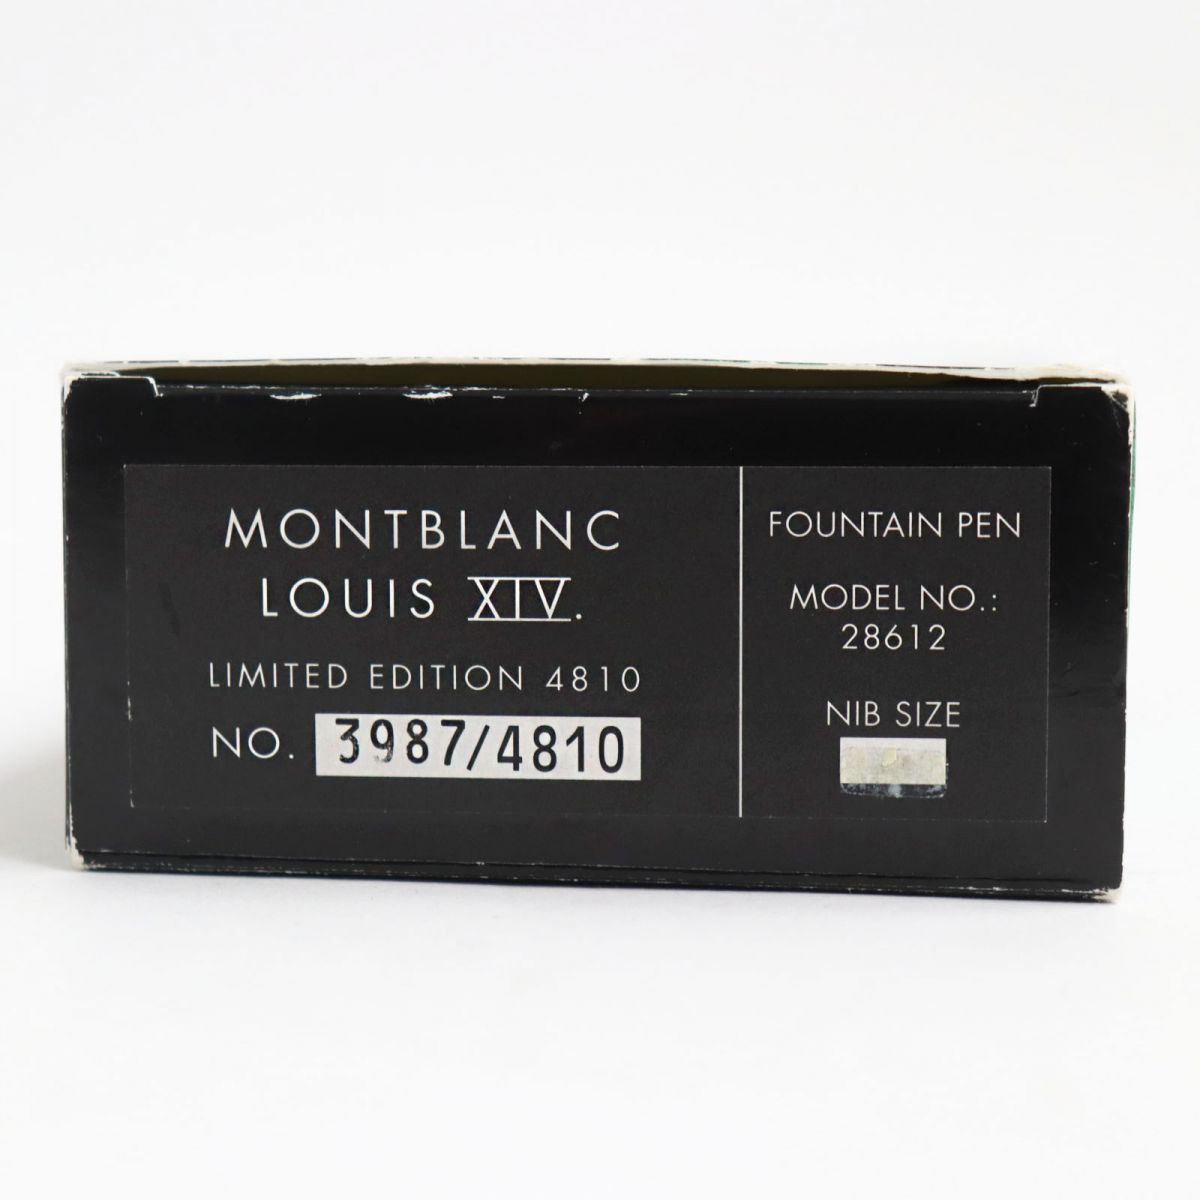 MONTBLANC
LOUIS XIV.
LIMITED EDITION 4810
NO. 3987/4810
FOUNTAIN PEN
MODEL NO.:
28612
NIB SIZE